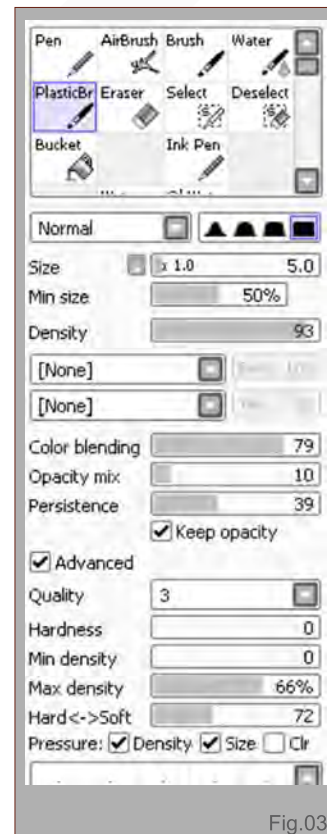 Pen AirBrush Brush Water
PlasticBr Eraser Select Deselect
Bucket Ink Pen
Normal
Size x 1.0 5.0
Min size 50%
Density 93
[None]
[None]
Color blending 79
Opacity mix 10
Persistence 39
Keep opacity
Advanced
Quality 3
Hardness 0
Min density 0
Max density 66%
Hard<->Soft 72
Pressure: Density Size Clr
Fig.03